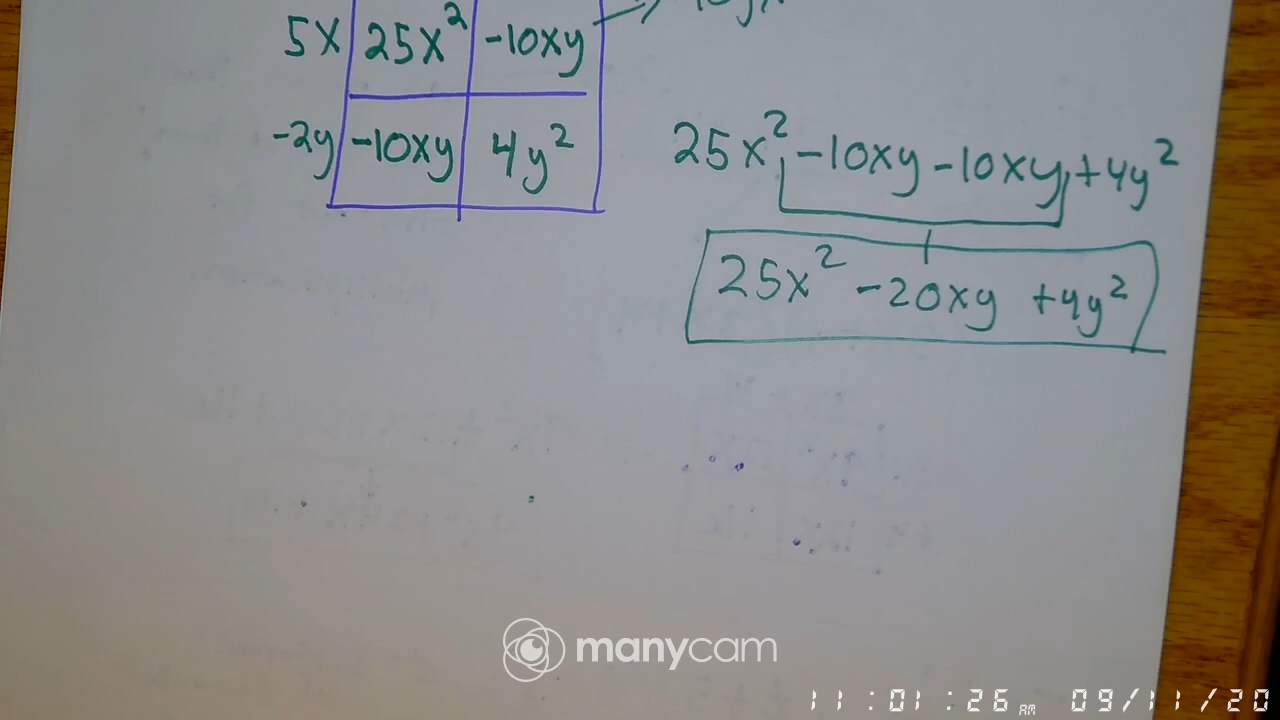 5x 25x² -10xy
-2y -10xy 4y²
25x² -10xy -10xy +4y²
25x² -20xy +4y²
manycam
11:01:26 AM 09/11/20